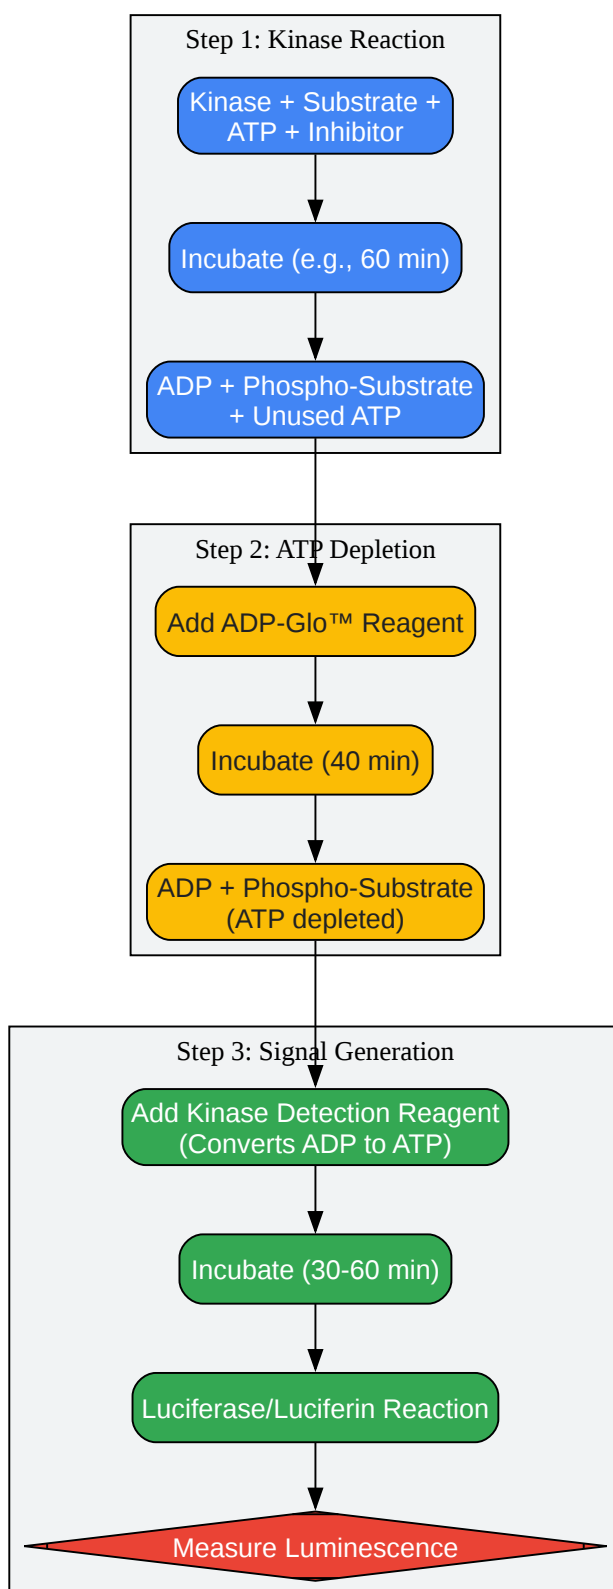 Step 1: Kinase Reaction
Kinase + Substrate +
ATP + Inhibitor
Incubate (e.g., 60 min)
ADP + Phospho-Substrate
+ Unused ATP
Step 2: ATP Depletion
Add ADP-Glo™ Reagent
Incubate (40 min)
ADP + Phospho-Substrate
(ATP depleted)
Step 3: Signal Generation
Add Kinase Detection Reagent
(Converts ADP to ATP)
Incubate (30-60 min)
Luciferase/Luciferin Reaction
Measure Luminescence